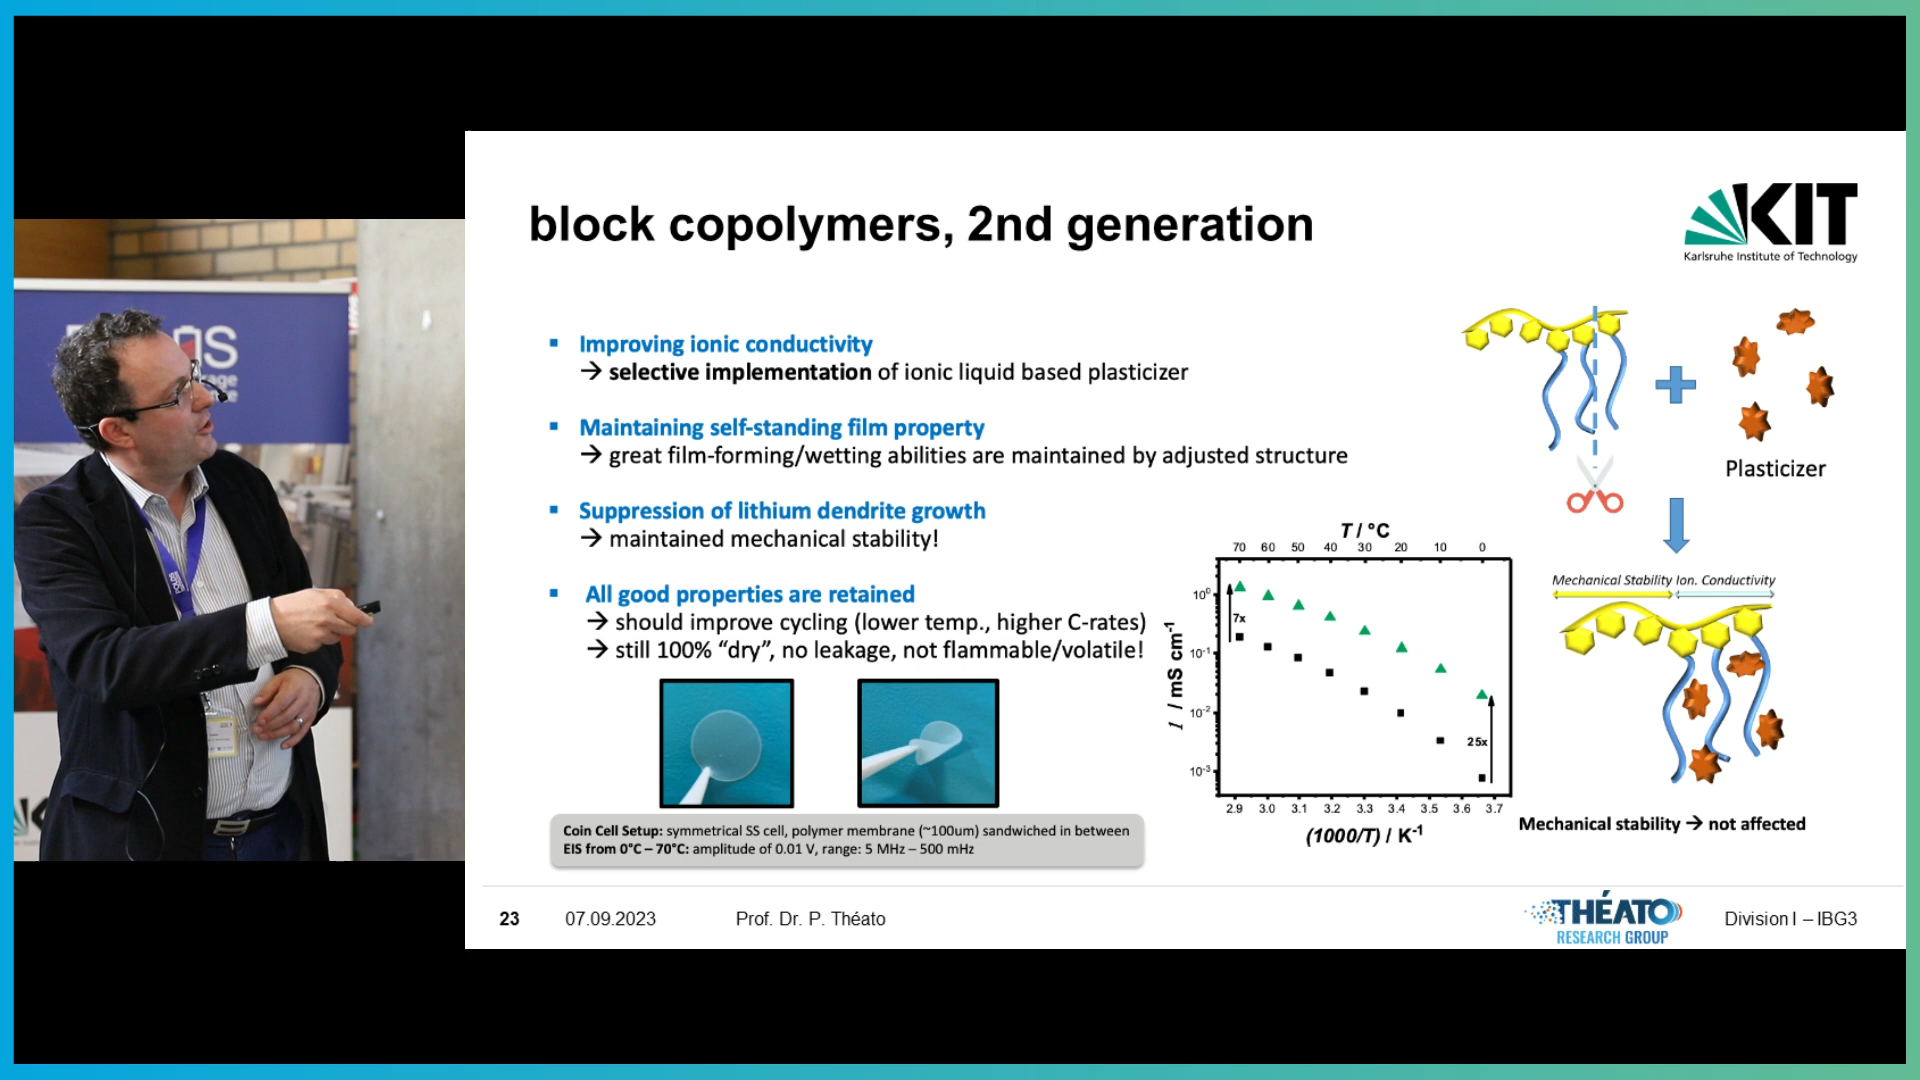 block copolymers, 2nd generation
KIT
Karlsruhe Institute of Technology
▪ Improving ionic conductivity
→ selective implementation of ionic liquid based plasticizer
▪ Maintaining self-standing film property
→ great film-forming/wetting abilities are maintained by adjusted structure
▪ Suppression of lithium dendrite growth
→ maintained mechanical stability!
▪ All good properties are retained
→ should improve cycling (lower temp., higher C-rates)
→ still 100% “dry”, no leakage, not flammable/volatile!
Coin Cell Setup: symmetrical SS cell, polymer membrane (~100um) sandwiched in between
EIS from 0°C – 70°C: amplitude of 0.01 V, range: 5 MHz – 500 mHz
T / °C
70 60 50 40 30 20 10 0
10⁰
10⁻¹
10⁻²
10⁻³
7x
25x
/ mS cm⁻¹
2.9 3.0 3.1 3.2 3.3 3.4 3.5 3.6 3.7
(1000/T) / K⁻¹
Plasticizer
Mechanical Stability Ion. Conductivity
Mechanical stability → not affected
23 07.09.2023 Prof. Dr. P. Théato
THÉATO
RESEARCH GROUP
Division I – IBG3